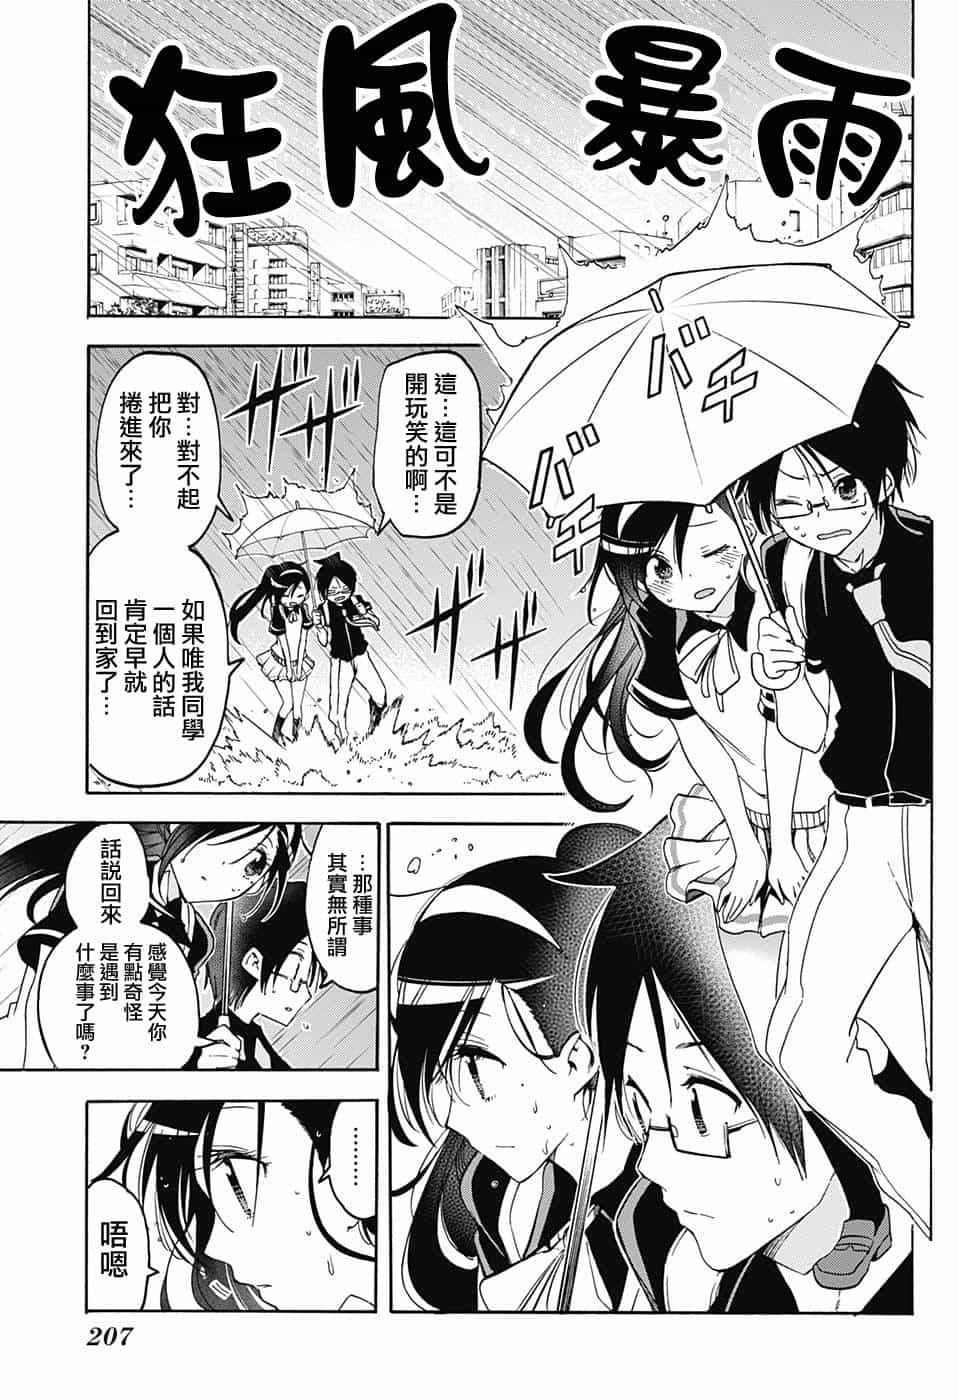 狂風暴雨
バチ
バチ
バチ
這…這可不是
開玩笑的啊…
ザザザ
ザザザ
對…對不起
把你
捲進來了…
如果唯我同學
一個人的話
肯定早就
回到家了…
…那種事
其實無所謂
話說回來
感覺今天你
有點奇怪
是遇到
什麼事了嗎?
………
唔嗯
207